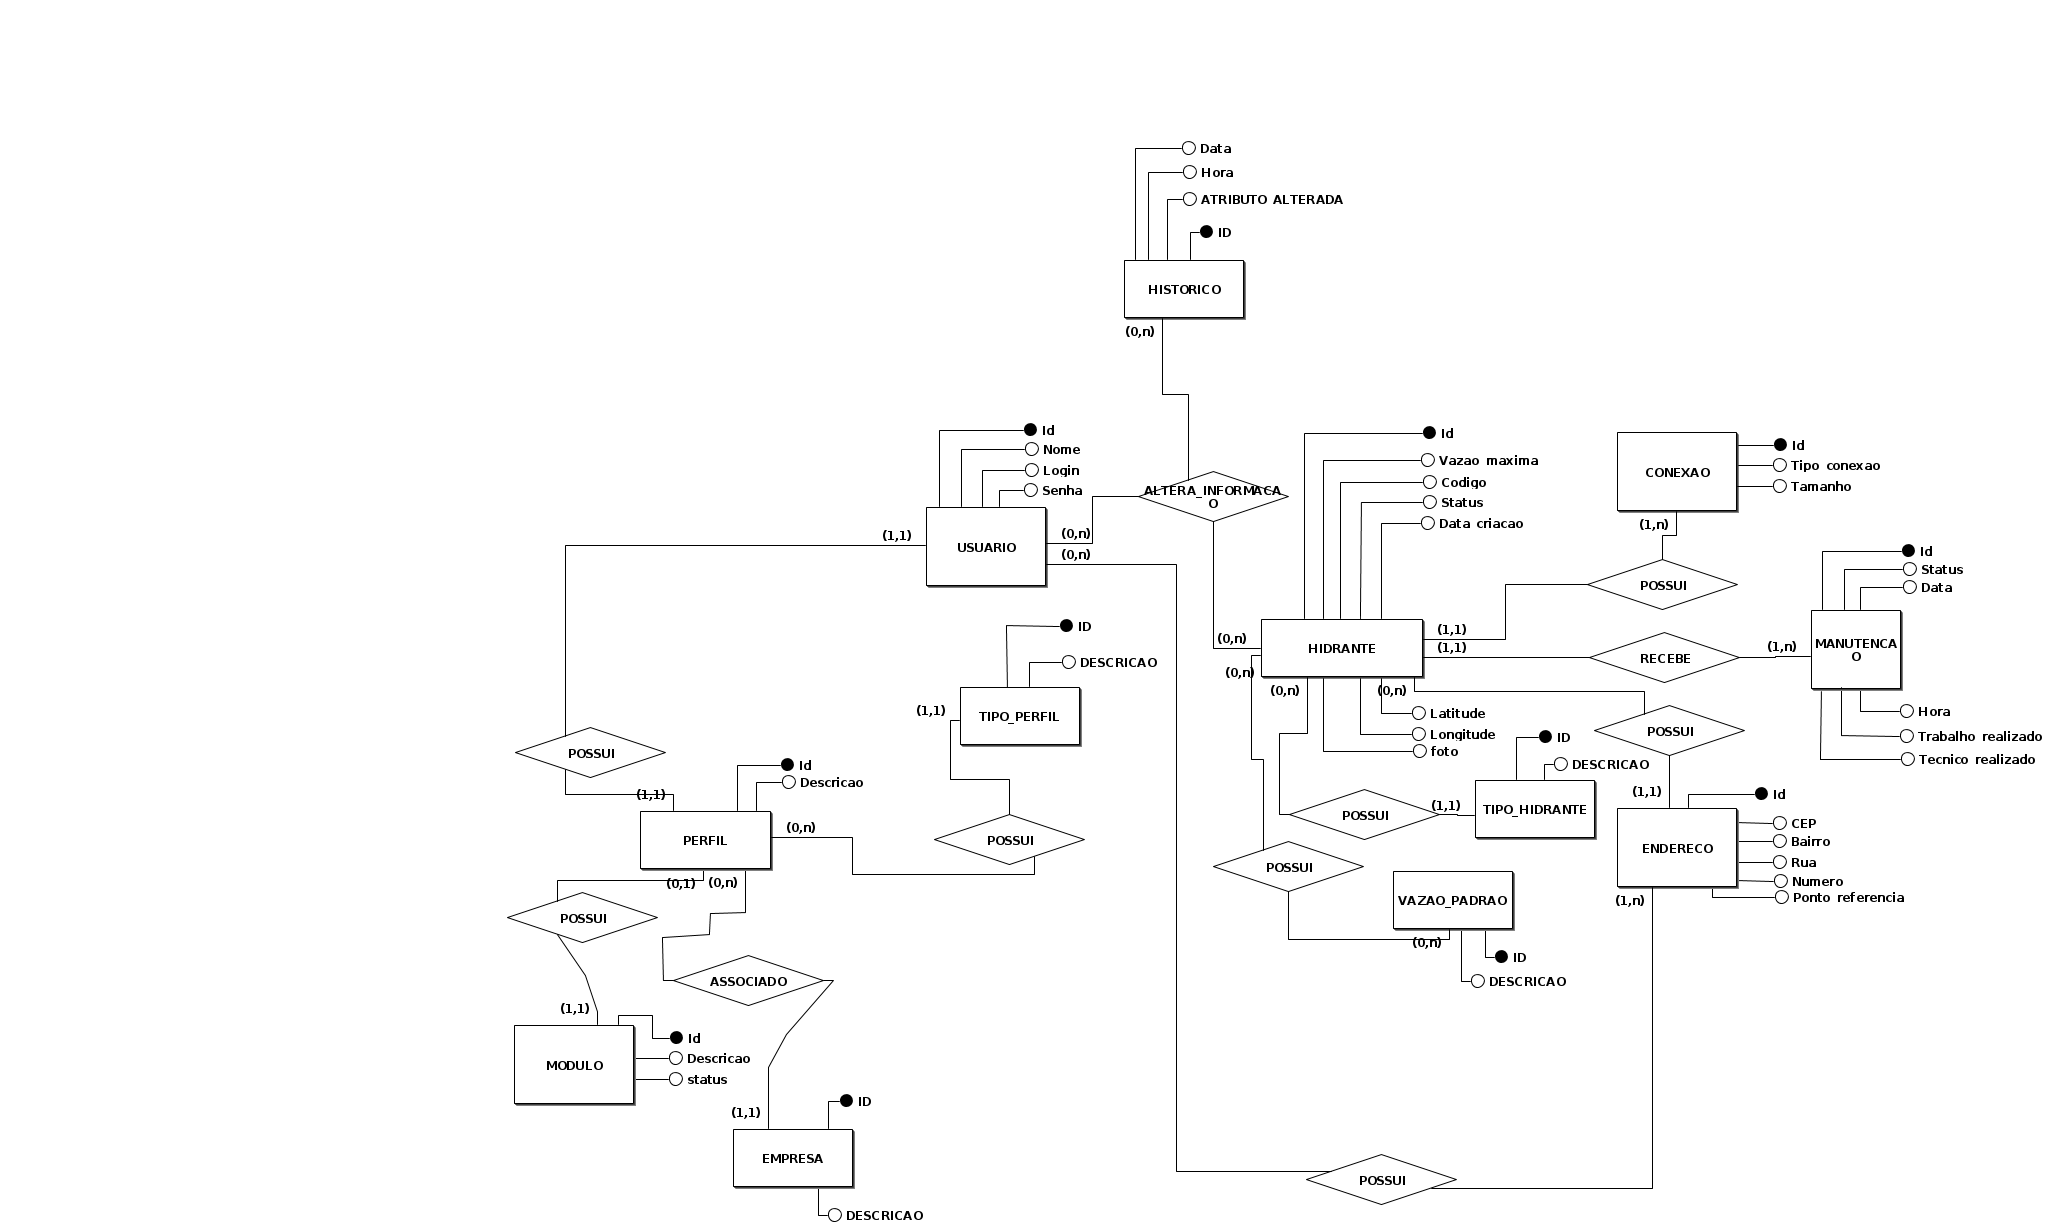 Data
Hora
ATRIBUTO ALTERADA
ID
HISTORICO
(0,n)
Id
Nome
Login
Senha
USUARIO
(1,1)
(0,n)
(0,n)
ALTERA_INFORMACA
O
Id
Vazao maxima
Codigo
Status
Data criacao
HIDRANTE
(0,n)
(0,n)
(0,n)
(0,n)
(1,1)
(1,1)
Latitude
Longitude
foto
CONEXAO
Id
Tipo conexao
Tamanho
(1,n)
POSSUI
RECEBE
(1,n)
Id
Status
Data
MANUTENCA
O
Hora
Trabalho realizado
Tecnico realizado
POSSUI
(1,1)
Id
ENDERECO
CEP
Bairro
Rua
Numero
Ponto referencia
(1,n)
ID
DESCRICAO
TIPO_HIDRANTE
(1,1)
POSSUI
POSSUI
VAZAO_PADRAO
(0,n)
ID
DESCRICAO
ID
DESCRICAO
TIPO_PERFIL
(1,1)
POSSUI
POSSUI
(1,1)
Id
Descricao
PERFIL
(0,n)
(0,1)
(0,n)
POSSUI
ASSOCIADO
(1,1)
MODULO
Id
Descricao
status
(1,1)
ID
EMPRESA
DESCRICAO
POSSUI